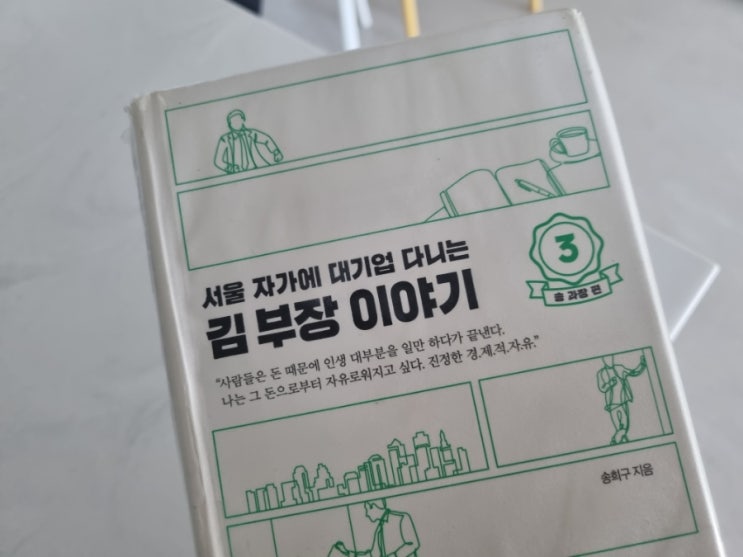 서울 자가에 대기업 다니는
김 부장 이야기
3
송 과장 편
"사람들은 돈 때문에 인생 대부분을 일만 하다가 끝낸다.
나는 그 돈으로부터 자유로워지고 싶다. 진정한 경.제.적.자.유."
송희구 지음